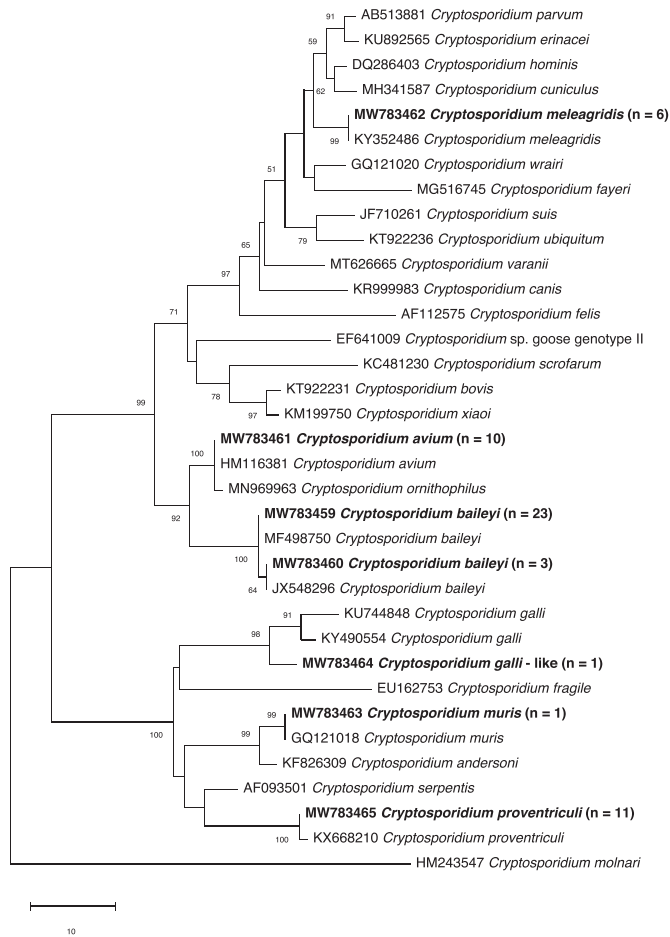 91 AB513881 Cryptosporidium parvum
59 KU892565 Cryptosporidium erinacei
DQ286403 Cryptosporidium hominis
62 MH341587 Cryptosporidium cuniculus
MW783462 Cryptosporidium meleagridis (n = 6)
99 KY352486 Cryptosporidium meleagridis
51 GQ121020 Cryptosporidium wrairi
MG516745 Cryptosporidium fayeri
JF710261 Cryptosporidium suis
79 KT922236 Cryptosporidium ubiquitum
65
MT626665 Cryptosporidium varanii
97 KR999983 Cryptosporidium canis
71 AF112575 Cryptosporidium felis
EF641009 Cryptosporidium sp. goose genotype II
KC481230 Cryptosporidium scrofarum
78 KT922231 Cryptosporidium bovis
99
97 KM199750 Cryptosporidium xiaoi
MW783461 Cryptosporidium avium (n = 10)
100 HM116381 Cryptosporidium avium
MN969963 Cryptosporidium ornithophilus
92 MW783459 Cryptosporidium baileyi (n = 23)
MF498750 Cryptosporidium baileyi
100 MW783460 Cryptosporidium baileyi (n = 3)
64 JX548296 Cryptosporidium baileyi
91 KU744848 Cryptosporidium galli
98 KY490554 Cryptosporidium galli
MW783464 Cryptosporidium galli - like (n = 1)
EU162753 Cryptosporidium fragile
99 MW783463 Cryptosporidium muris (n = 1)
100 99 GQ121018 Cryptosporidium muris
KF826309 Cryptosporidium andersoni
AF093501 Cryptosporidium serpentis
MW783465 Cryptosporidium proventriculi (n = 11)
100 KX668210 Cryptosporidium proventriculi
HM243547 Cryptosporidium molnari
10